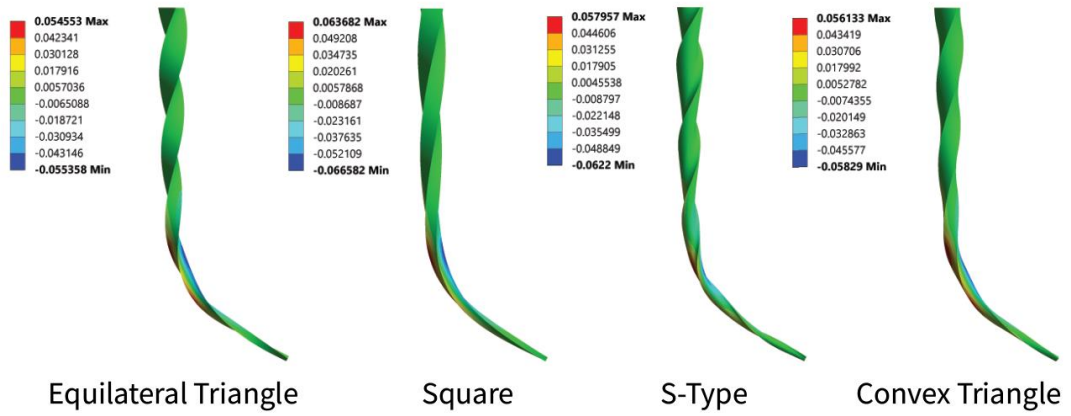 0.054553 Max
0.042341
0.030128
0.017916
0.0057036
-0.0065088
-0.018721
-0.030934
-0.043146
-0.055358 Min
0.063682 Max
0.049208
0.034735
0.020261
0.0057868
-0.008687
-0.023161
-0.037635
-0.052109
-0.066582 Min
0.057957 Max
0.044606
0.031255
0.017905
0.0045538
-0.008797
-0.022148
-0.035499
-0.048849
-0.0622 Min
0.056133 Max
0.043419
0.030706
0.017992
0.0052782
-0.0074355
-0.020149
-0.032863
-0.045577
-0.05829 Min
Equilateral Triangle
Square
S-Type
Convex Triangle